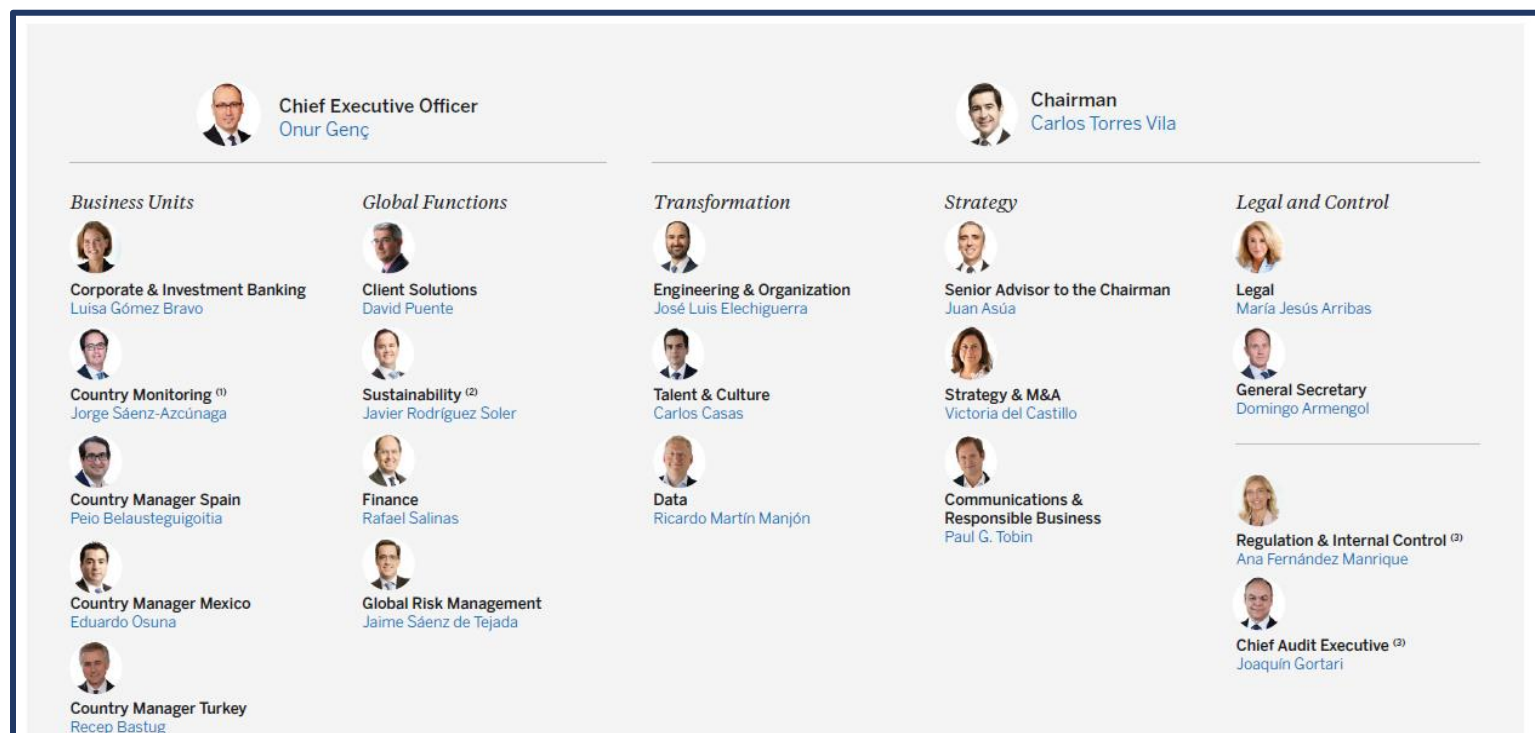 Chief Executive Officer
Onur Genç
Chairman
Carlos Torres Vila
Business Units
Corporate & Investment Banking
Luisa Gómez Bravo
Country Monitoring (1)
Jorge Sáenz-Azcúnaga
Country Manager Spain
Peio Belausteguigoitia
Country Manager Mexico
Eduardo Osuna
Country Manager Turkey
Recep Bastug
Global Functions
Client Solutions
David Puente
Sustainability (2)
Javier Rodríguez Soler
Finance
Rafael Salinas
Global Risk Management
Jaime Sáenz de Tejada
Transformation
Engineering & Organization
José Luis Elechiguerra
Talent & Culture
Carlos Casas
Data
Ricardo Martín Manjón
Strategy
Senior Advisor to the Chairman
Juan Asúa
Strategy & M&A
Victoria del Castillo
Communications &
Responsible Business
Paul G. Tobin
Legal and Control
Legal
María Jesús Arribas
General Secretary
Domingo Armengol
Regulation & Internal Control (3)
Ana Fernández Manrique
Chief Audit Executive (3)
Joaquín Gortari